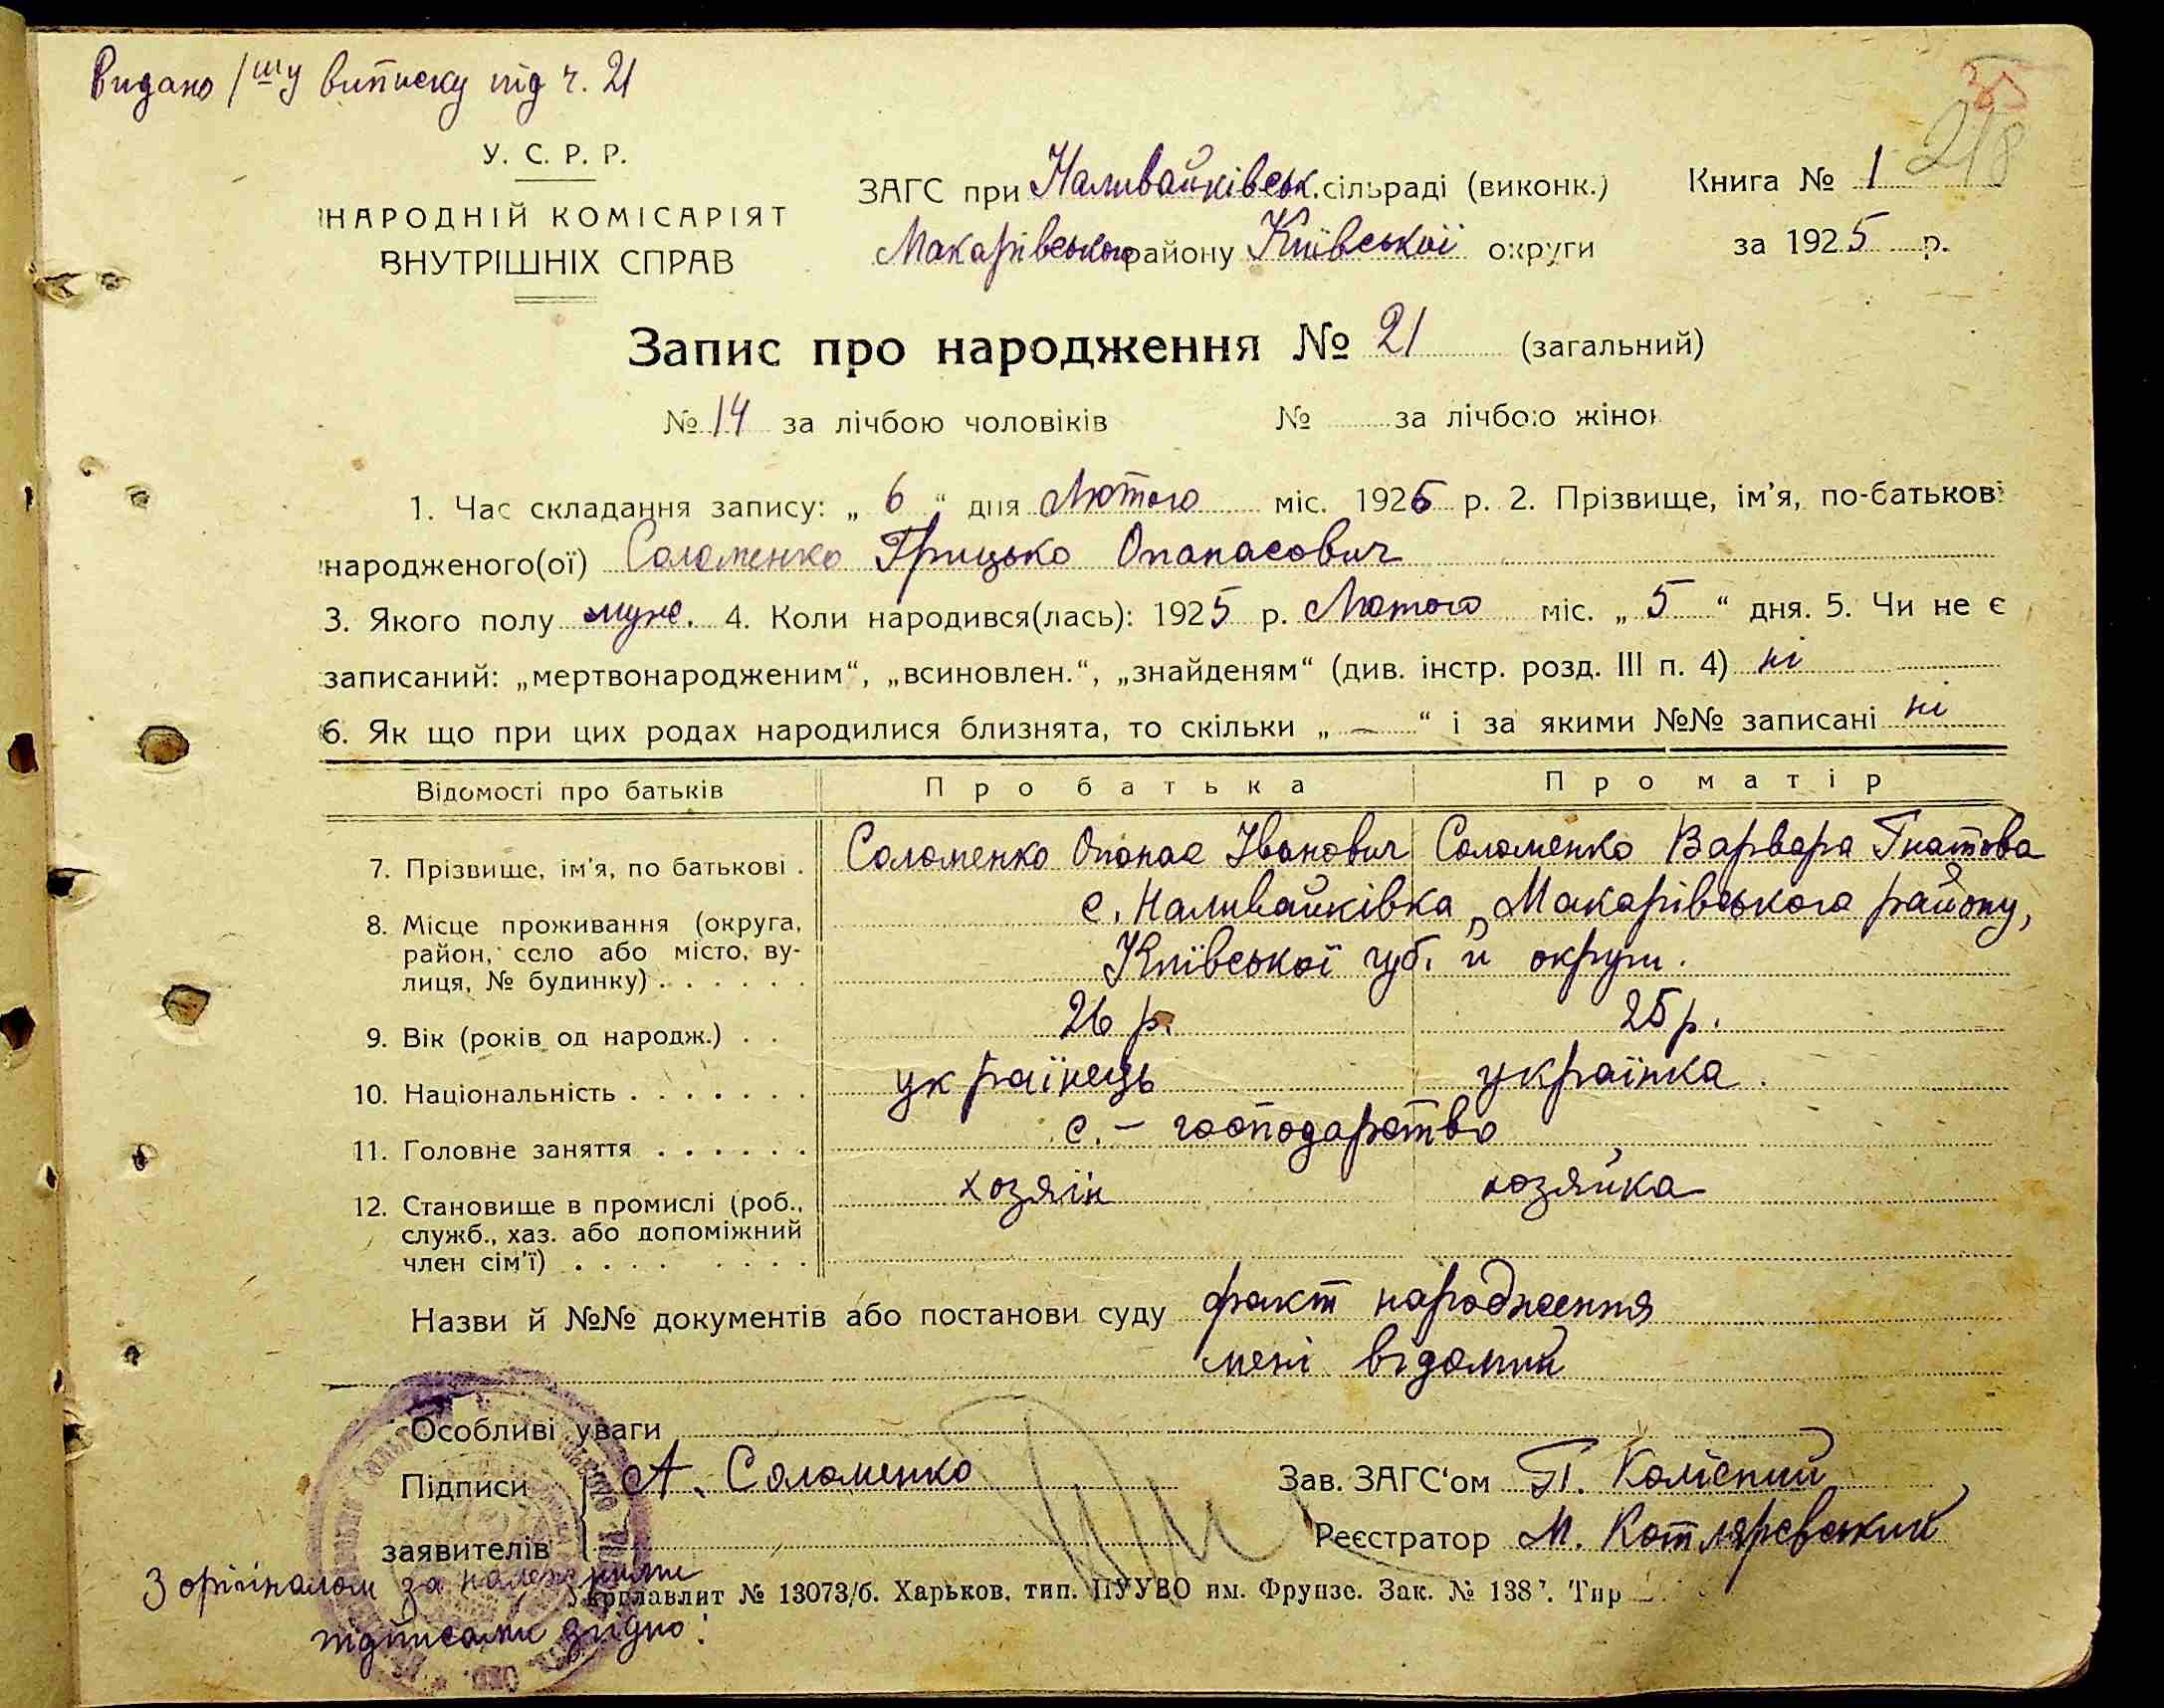 Видано 1шу виписку під ч. 21
35
218
У. С. Р. Р.
НАРОДНІЙ КОМІСАРІЯТ
ВНУТРІШНІХ СПРАВ
ЗАГС при Наливайківськ. сільраді (виконк.)
Макарівського району Київської округи
Книга № 1
за 1925 р.
Запис про народження № 21 (загальний)
№ 14 за лічбою чоловіків № за лічбою жінок
1. Час складання запису: „ 6 “ дня Лютого міс. 1925 р. 2. Прізвище, ім’я, по-батькові
народженого(ої) Соломенко Грицько Опанасович
3. Якого полу муж. 4. Коли народився(лась): 1925 р. Лютого міс. „ 5 “ дня. 5. Чи не є
записаний: „мертвонародженим“, „всиновлен.“, „знайденям“ (див. інстр. розд. III п. 4) ні
6. Як що при цих родах народилися близнята, то скільки „ — “ і за якими №№ записані ні
Відомості про батьків Про батька Про матір
7. Прізвище, ім’я, по батькові . Соломенко Опанас Іванович Соломенко Варвара Гнатова
8. Місце проживання (округа,
район, село або місто, ву-
лиця, № будинку) . . . . . .
с. Наливайківка, Макарівського району,
Київської губ. й округи.
9. Вік (років од народж.) . . 26 р. 25 р.
10. Національність . . . . . . . українець українка.
11. Головне заняття . . . . . . с. – господарство
12. Становище в промислі (роб.,
служб., хаз. або допоміжний
член сім’ї) . . . . . . . .
хозяін хозяйка
Назви й №№ документів або постанови суду факт народження
мені відомий
Особливі уваги
Підписи А. Соломенко
заявителів
Зав. ЗАГС‘ом П.
Реєстратор М. Котляревський
З оріґіналом за належними
підписами згідно:
Укрглавлит № 13073/б. Харьков, тип. ПУУВО им. Фрунзе. Зак. № 138 . Тир